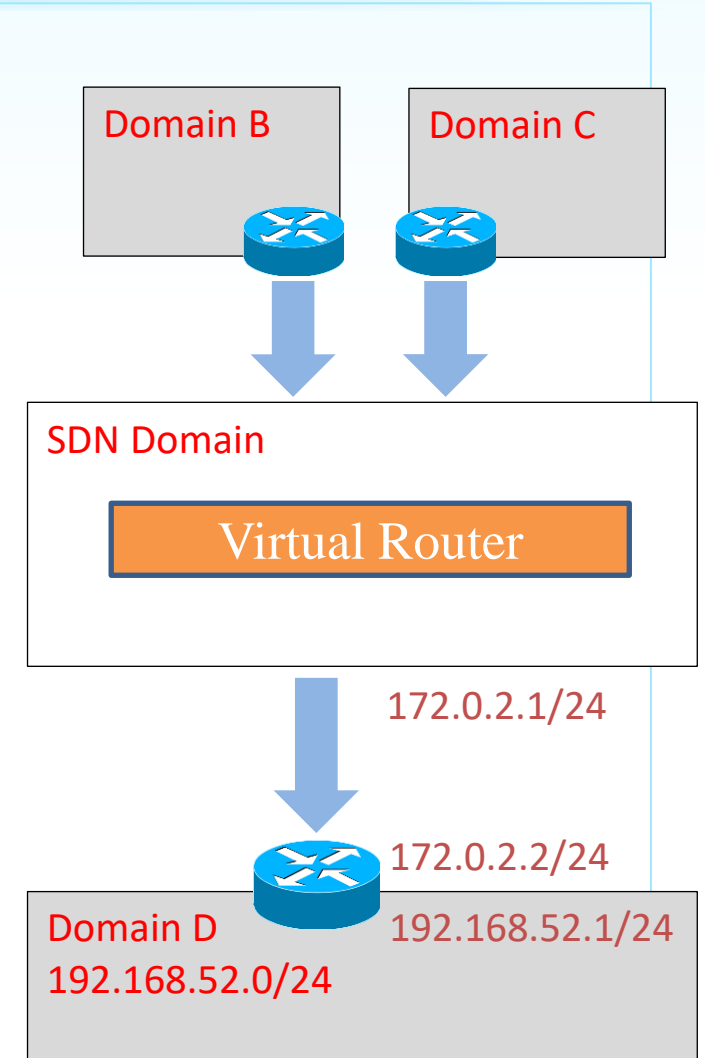 Domain B
Domain C
SDN Domain
Virtual Router
172.0.2.1/24
172.0.2.2/24
Domain D
192.168.52.1/24
192.168.52.0/24